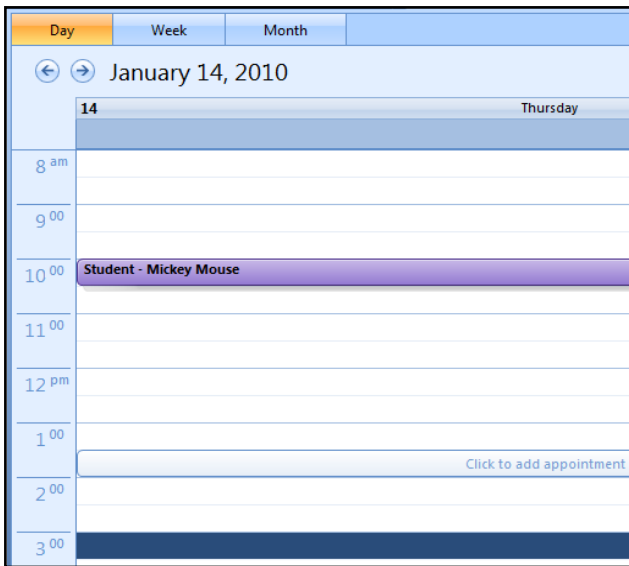 Day Week Month
January 14, 2010
14 Thursday
8 am
9 00
10 00 Student - Mickey Mouse
11 00
12 pm
1 00
Click to add appointment
2 00
3 00